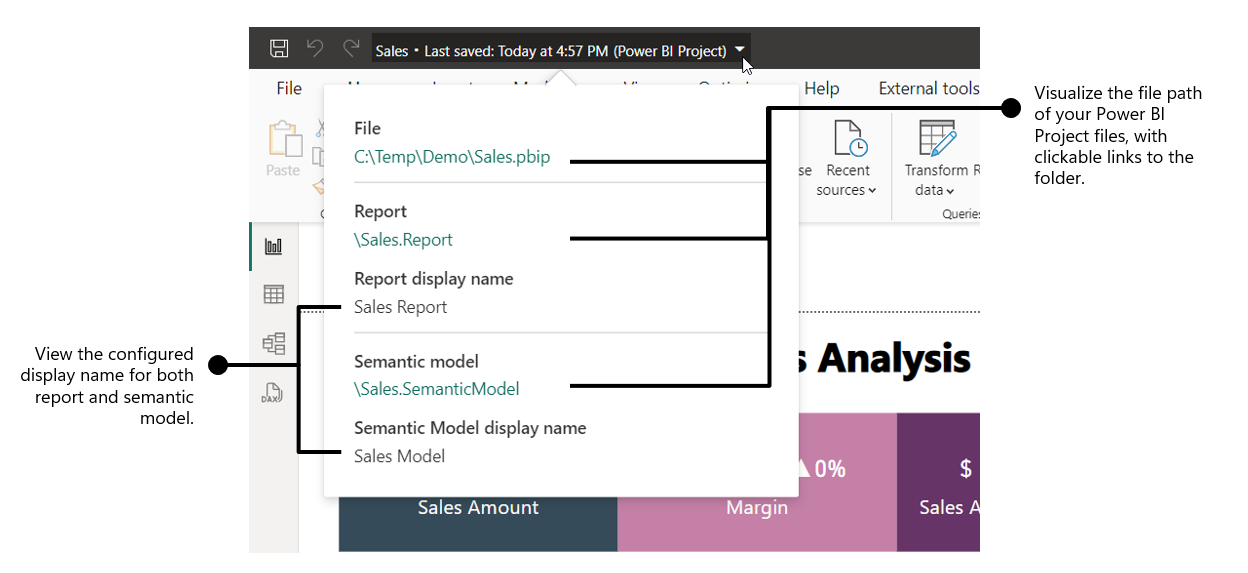 Sales • Last saved: Today at 4:57 PM (Power BI Project)
File
Help
External tools
Paste
Recent
sources
Transform
data
Queries
File
C:\Temp\Demo\Sales.pbip
Report
\Sales.Report
Report display name
Sales Report
Semantic model
\Sales.SemanticModel
Semantic Model display name
Sales Model
DAX
s Analysis
▲0%
$
Sales Amount
Margin
Sales A
Visualize the file path
of your Power BI
Project files, with
clickable links to the
folder.
View the configured
display name for both
report and semantic
model.